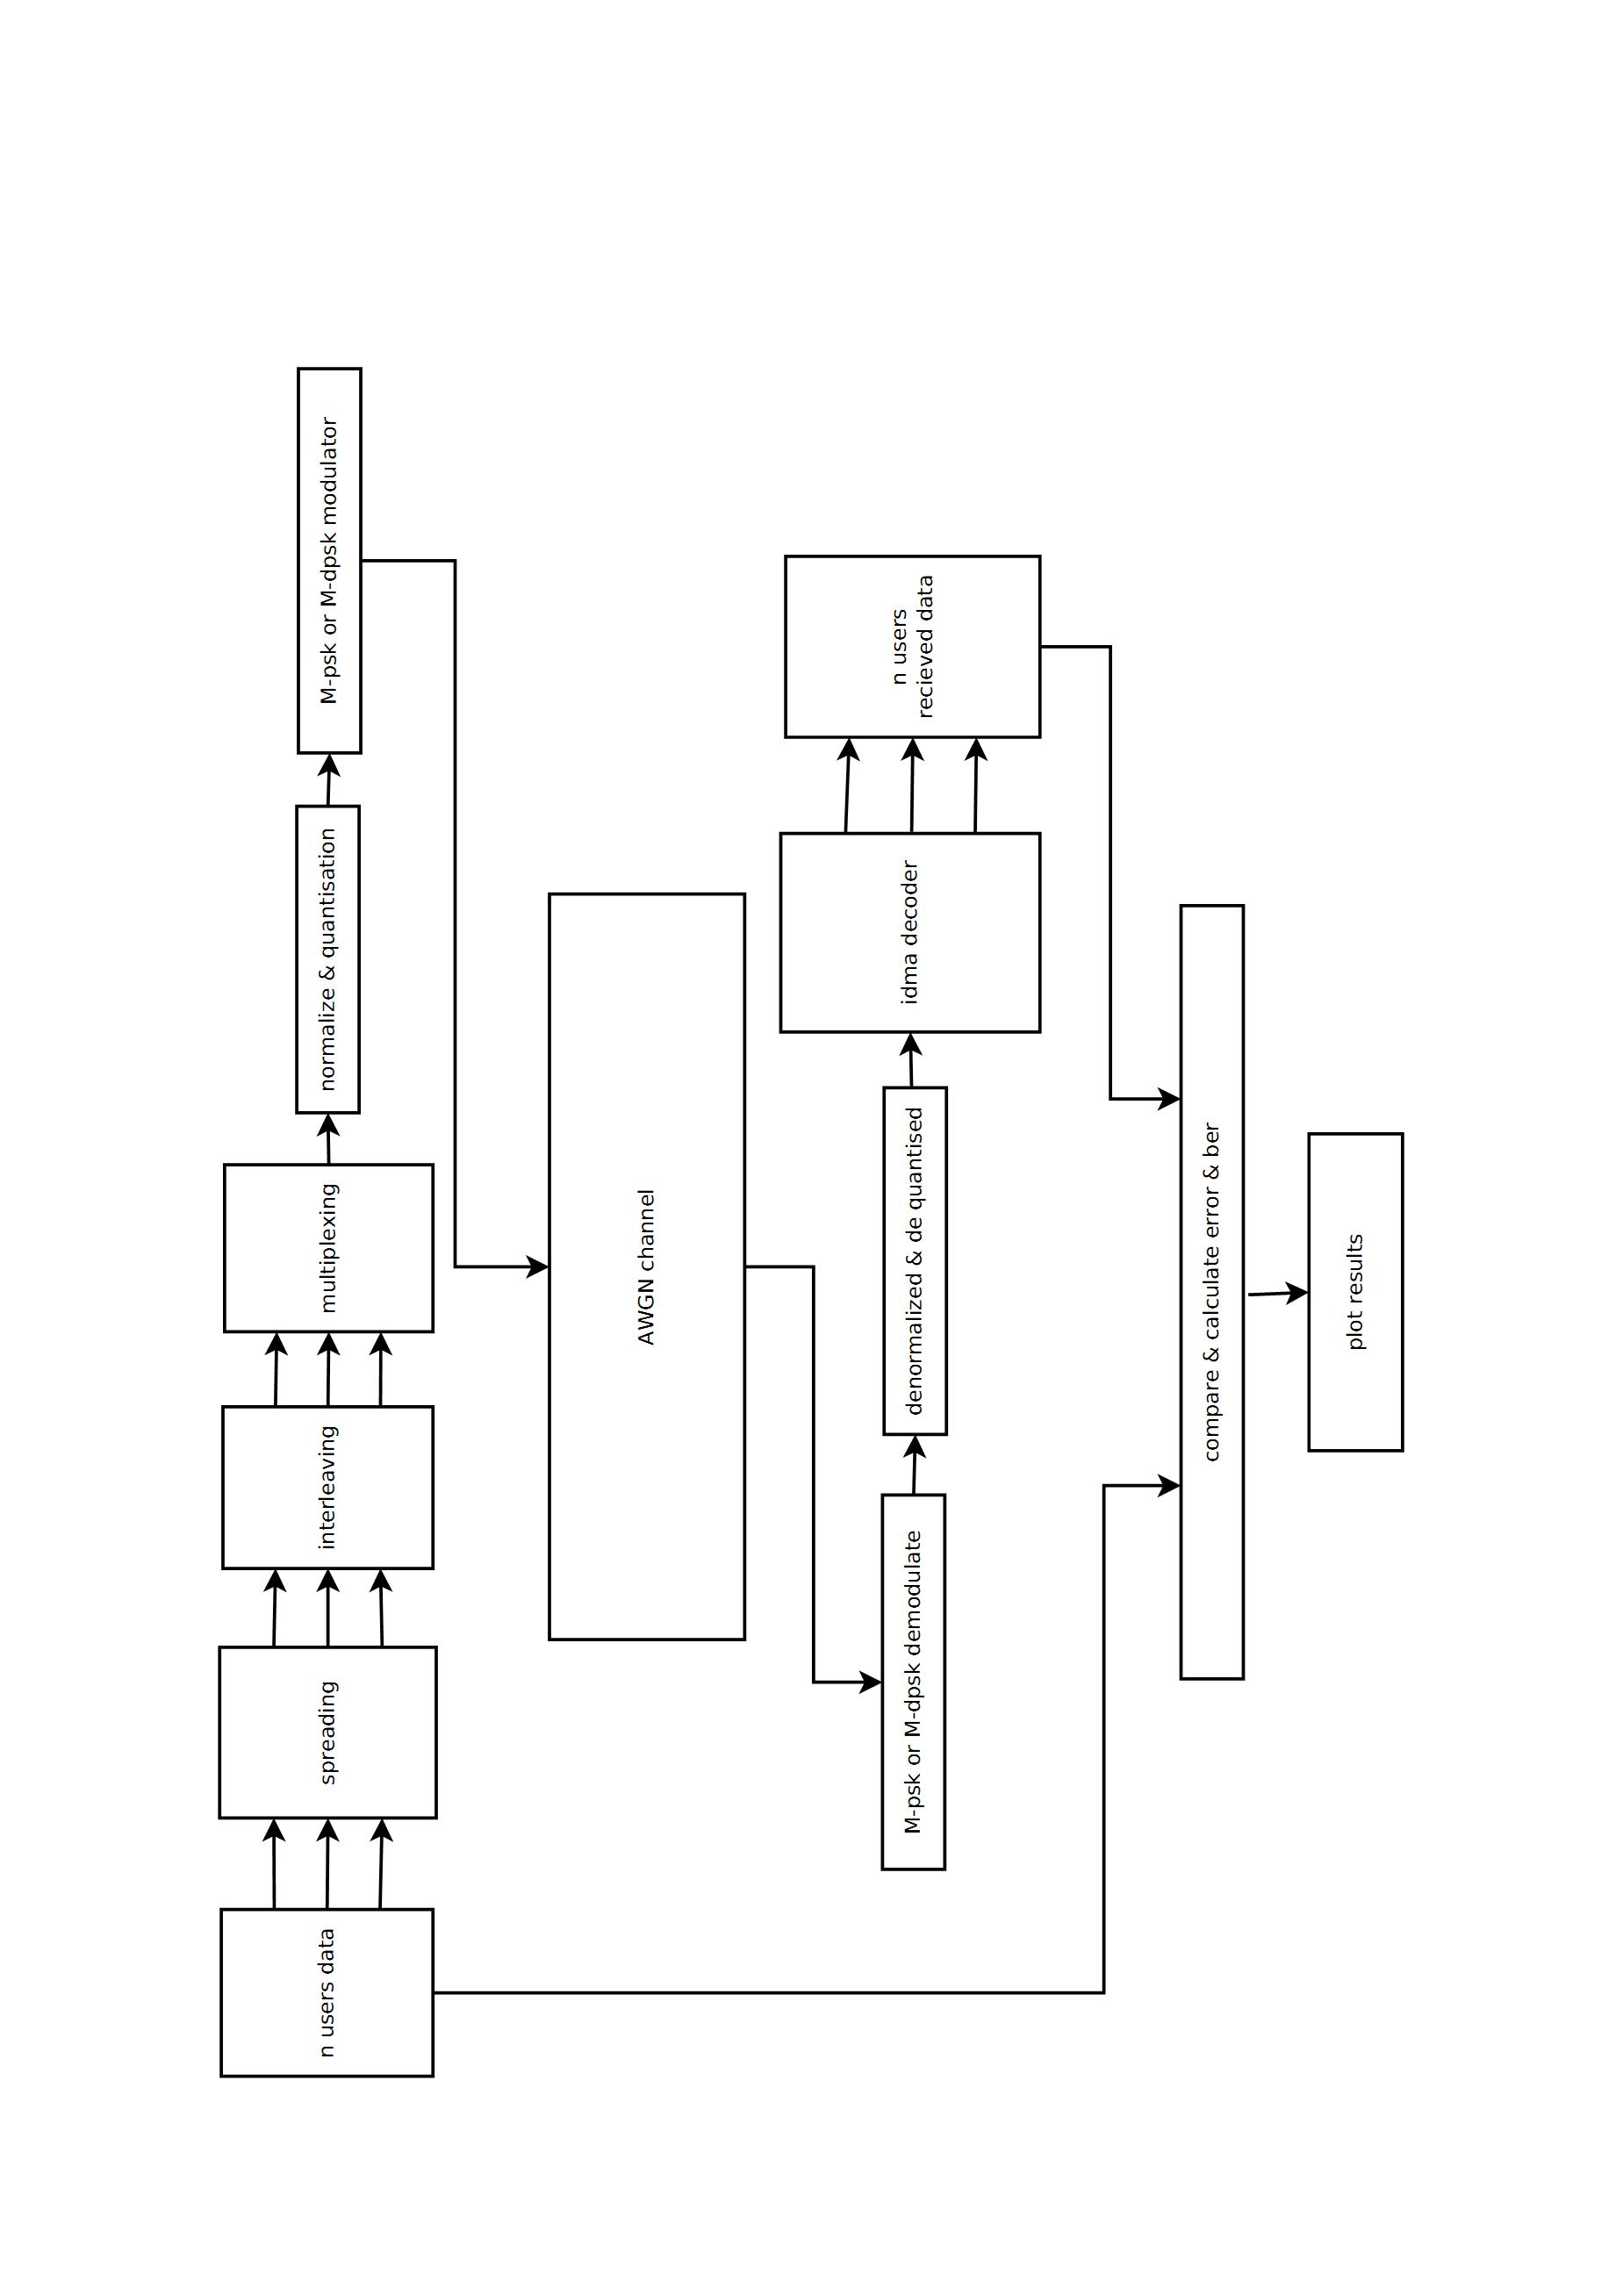 n users data
spreading
interleaving
multiplexing
normalize & quantisation
M-psk or M-dpsk modulator
AWGN channel
M-psk or M-dpsk demodulate
denormalized & de quantised
idma decoder
n users
recieved data
compare & calculate error & ber
plot results